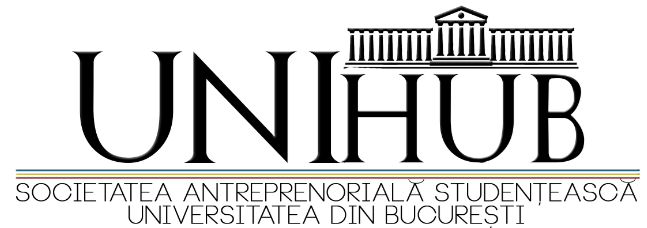 UNIHUB
SOCIETATEA ANTREPRENORIALĂ STUDENȚEASCĂ
UNIVERSITATEA DIN BUCUREȘTI